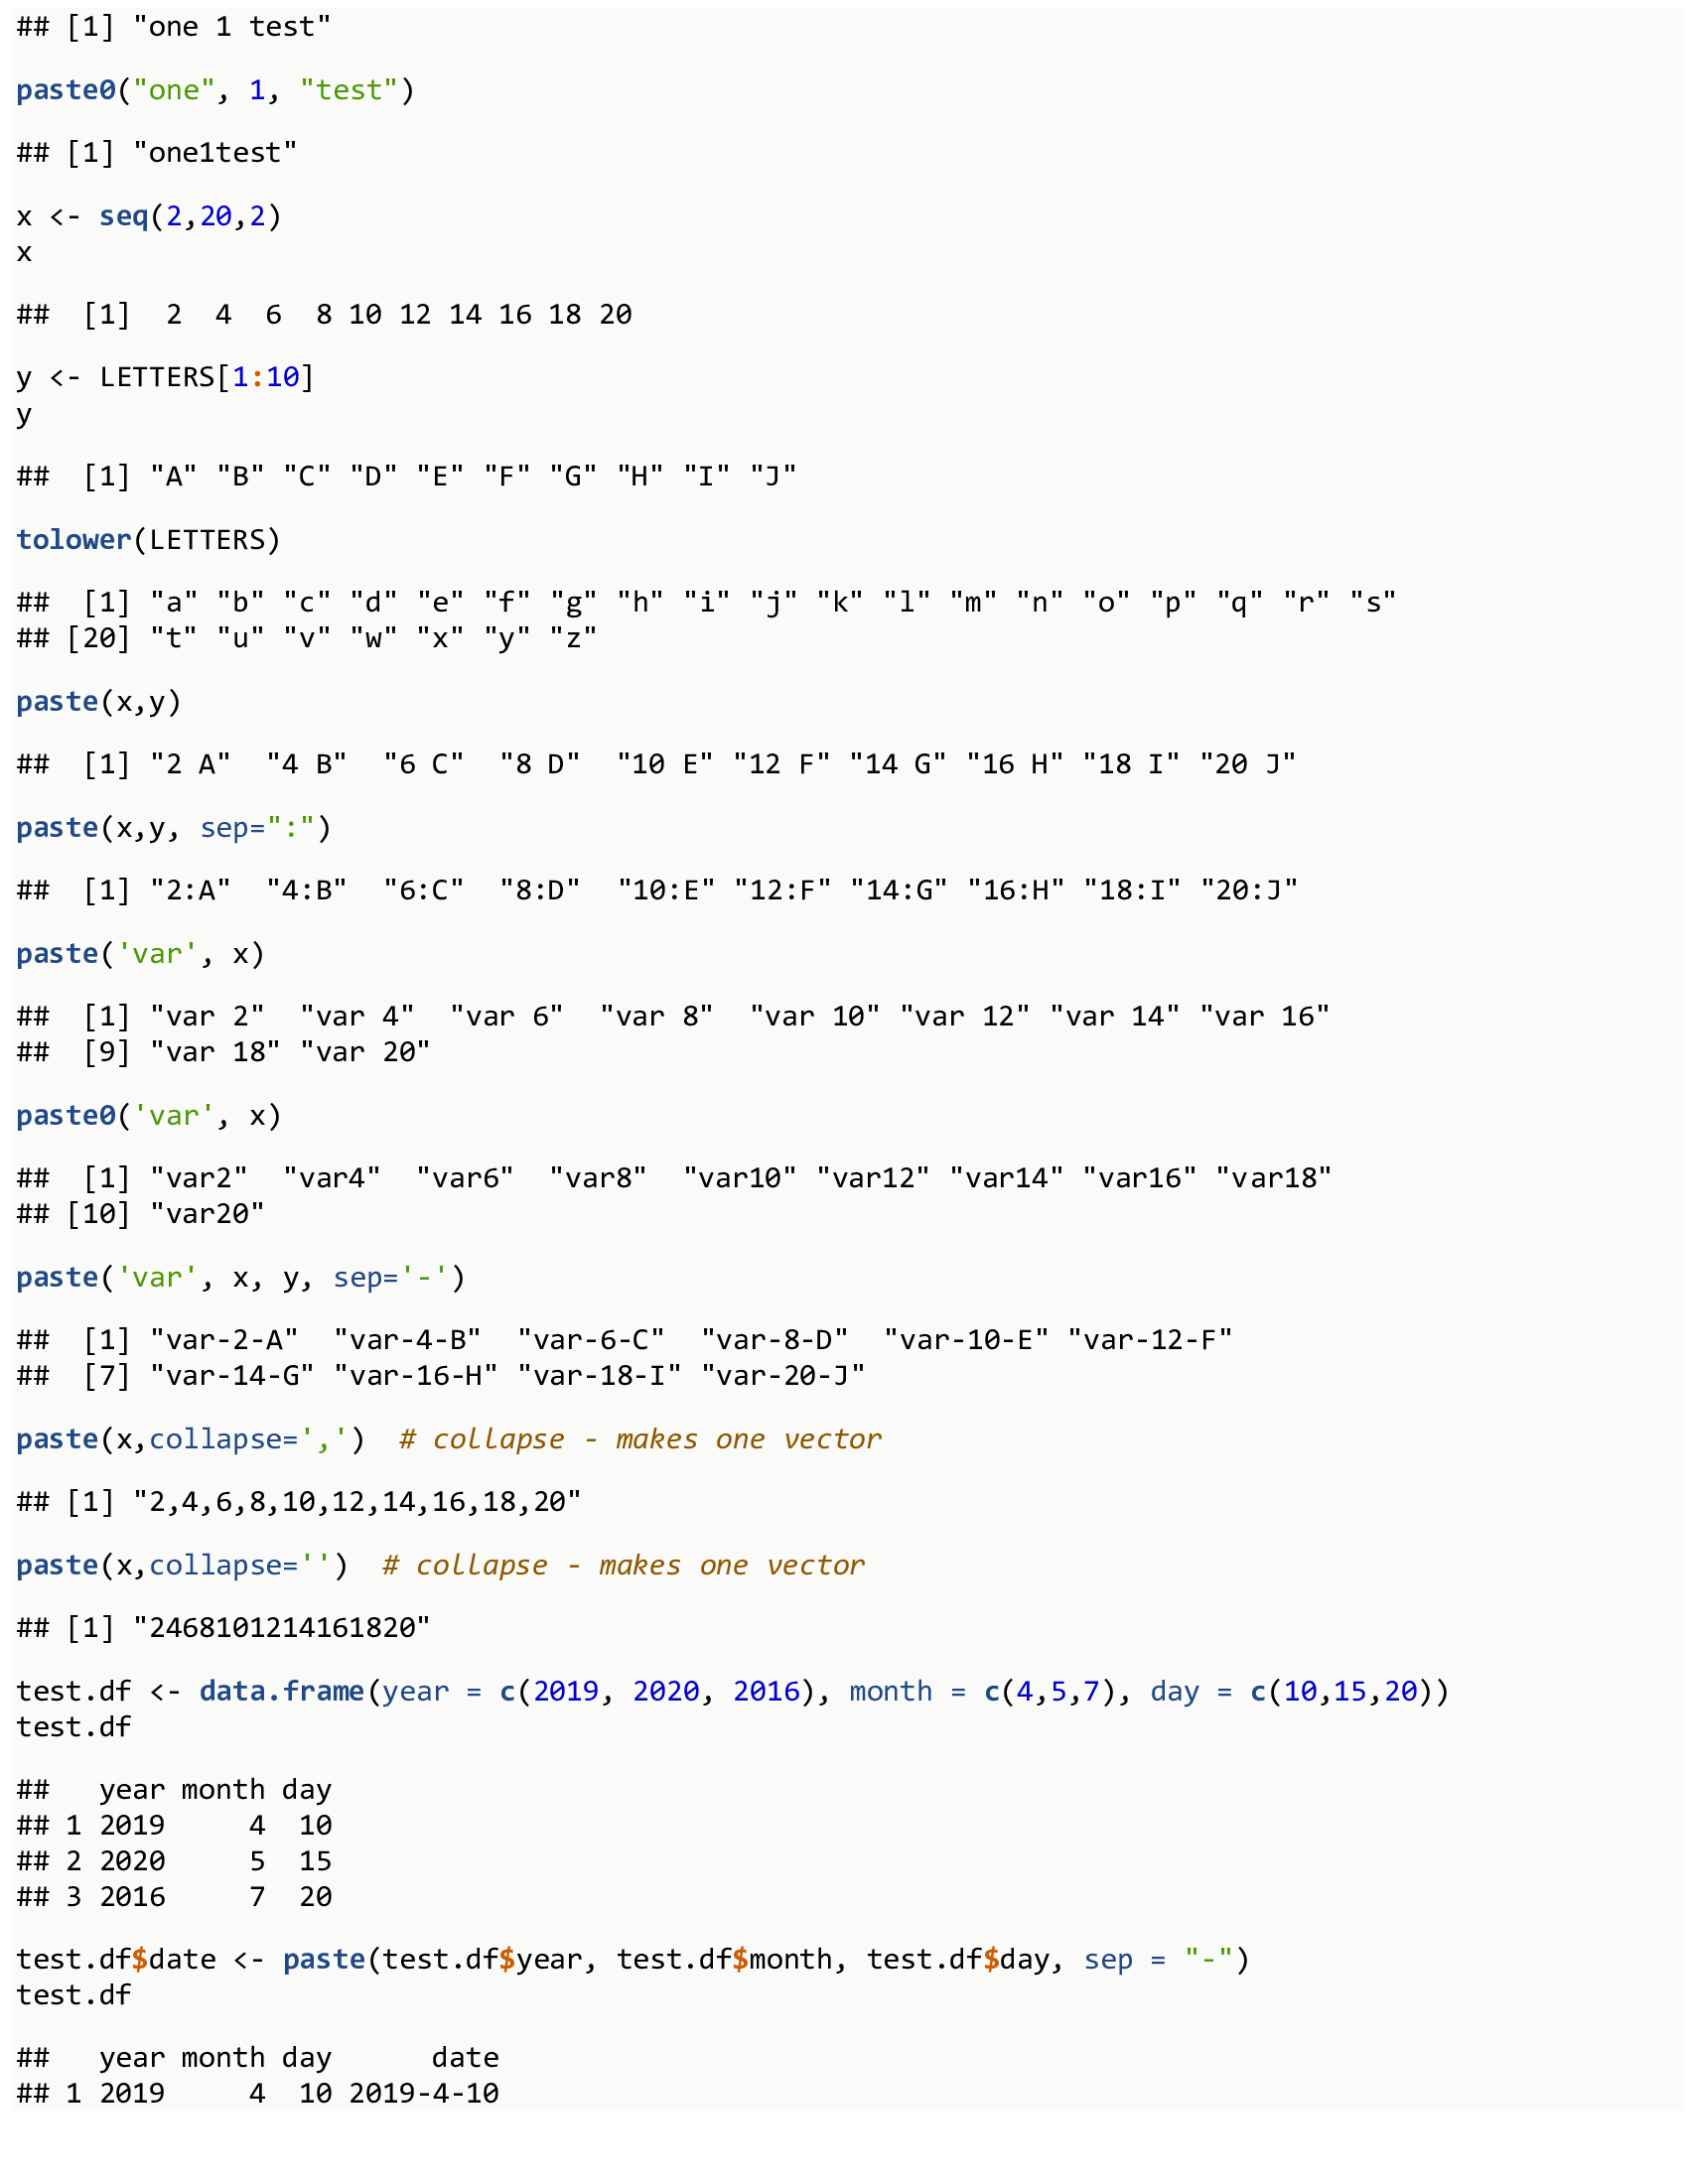 ## [1] "one 1 test"
paste0("one", 1, "test")
## [1] "one1test"
x <- seq(2,20,2)
x
##  [1]  2  4  6  8 10 12 14 16 18 20
y <- LETTERS[1:10]
y
##  [1] "A" "B" "C" "D" "E" "F" "G" "H" "I" "J"
tolower(LETTERS)
##  [1] "a" "b" "c" "d" "e" "f" "g" "h" "i" "j" "k" "l" "m" "n" "o" "p" "q" "r" "s"
## [20] "t" "u" "v" "w" "x" "y" "z"
paste(x,y)
##  [1] "2 A"  "4 B"  "6 C"  "8 D"  "10 E" "12 F" "14 G" "16 H" "18 I" "20 J"
paste(x,y, sep=":")
##  [1] "2:A"  "4:B"  "6:C"  "8:D"  "10:E" "12:F" "14:G" "16:H" "18:I" "20:J"
paste('var', x)
##  [1] "var 2"  "var 4"  "var 6"  "var 8"  "var 10" "var 12" "var 14" "var 16"
##  [9] "var 18" "var 20"
paste0('var', x)
##  [1] "var2"  "var4"  "var6"  "var8"  "var10" "var12" "var14" "var16" "var18"
## [10] "var20"
paste('var', x, y, sep='-')
##  [1] "var-2-A"  "var-4-B"  "var-6-C"  "var-8-D"  "var-10-E" "var-12-F"
##  [7] "var-14-G" "var-16-H" "var-18-I" "var-20-J"
paste(x,collapse=',')  # collapse - makes one vector
## [1] "2,4,6,8,10,12,14,16,18,20"
paste(x,collapse='')  # collapse - makes one vector
## [1] "2468101214161820"
test.df <- data.frame(year = c(2019, 2020, 2016), month = c(4,5,7), day = c(10,15,20))
test.df
##   year month day
## 1 2019     4  10
## 2 2020     5  15
## 3 2016     7  20
test.df$date <- paste(test.df$year, test.df$month, test.df$day, sep = "-")
test.df
##   year month day      date
## 1 2019     4  10 2019-4-10